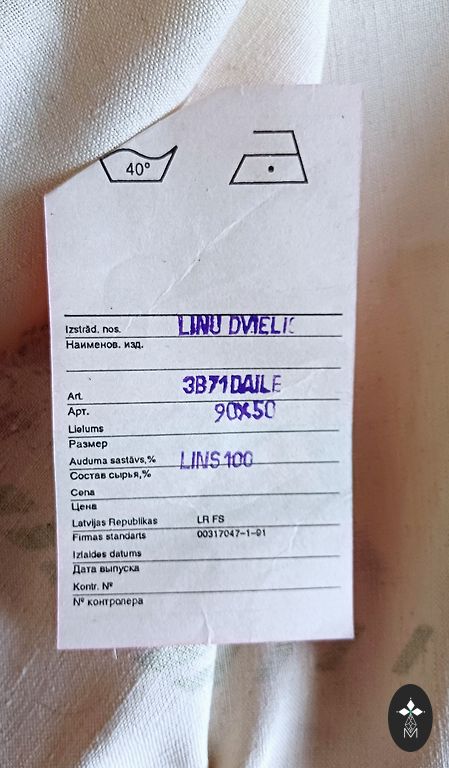 40°
Izstrād. nos. LINU DVIELIS
Наименов. изд.
Art. 3B71DAILE
Арт. 90X50
Lielums
Размер
Auduma sastāvs,% LINS 100
Состав сырья,%
Cena
Цена
Latvijas Republikas LR FS
Firmas standarts 00317047-1-91
Izlaides datums
Дата выпуска
Kontr. Nº
Nº контролера